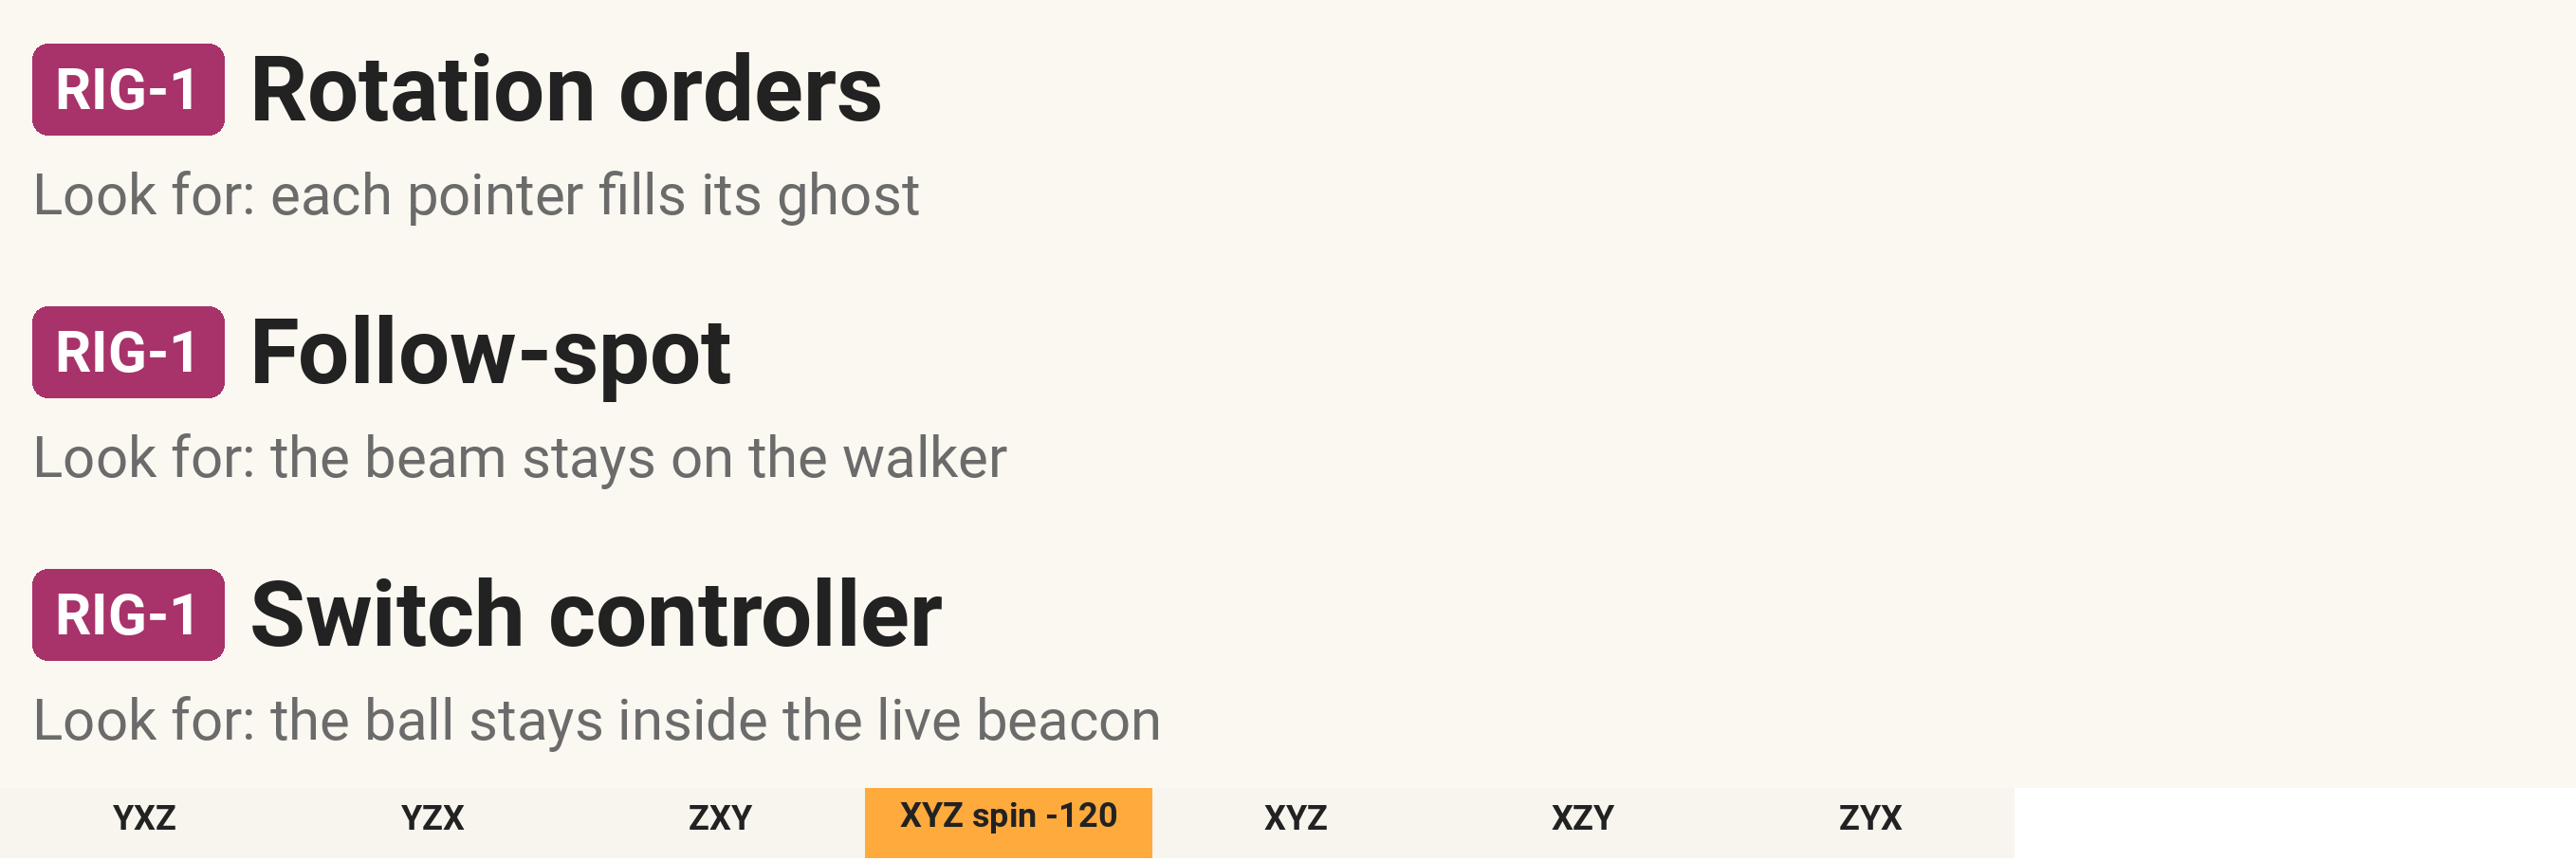 RIG-1 Rotation orders
Look for: each pointer fills its ghost
RIG-1 Follow-spot
Look for: the beam stays on the walker
RIG-1 Switch controller
Look for: the ball stays inside the live beacon
YXZ YZX ZXY XYZ spin -120 XYZ XZY ZYX